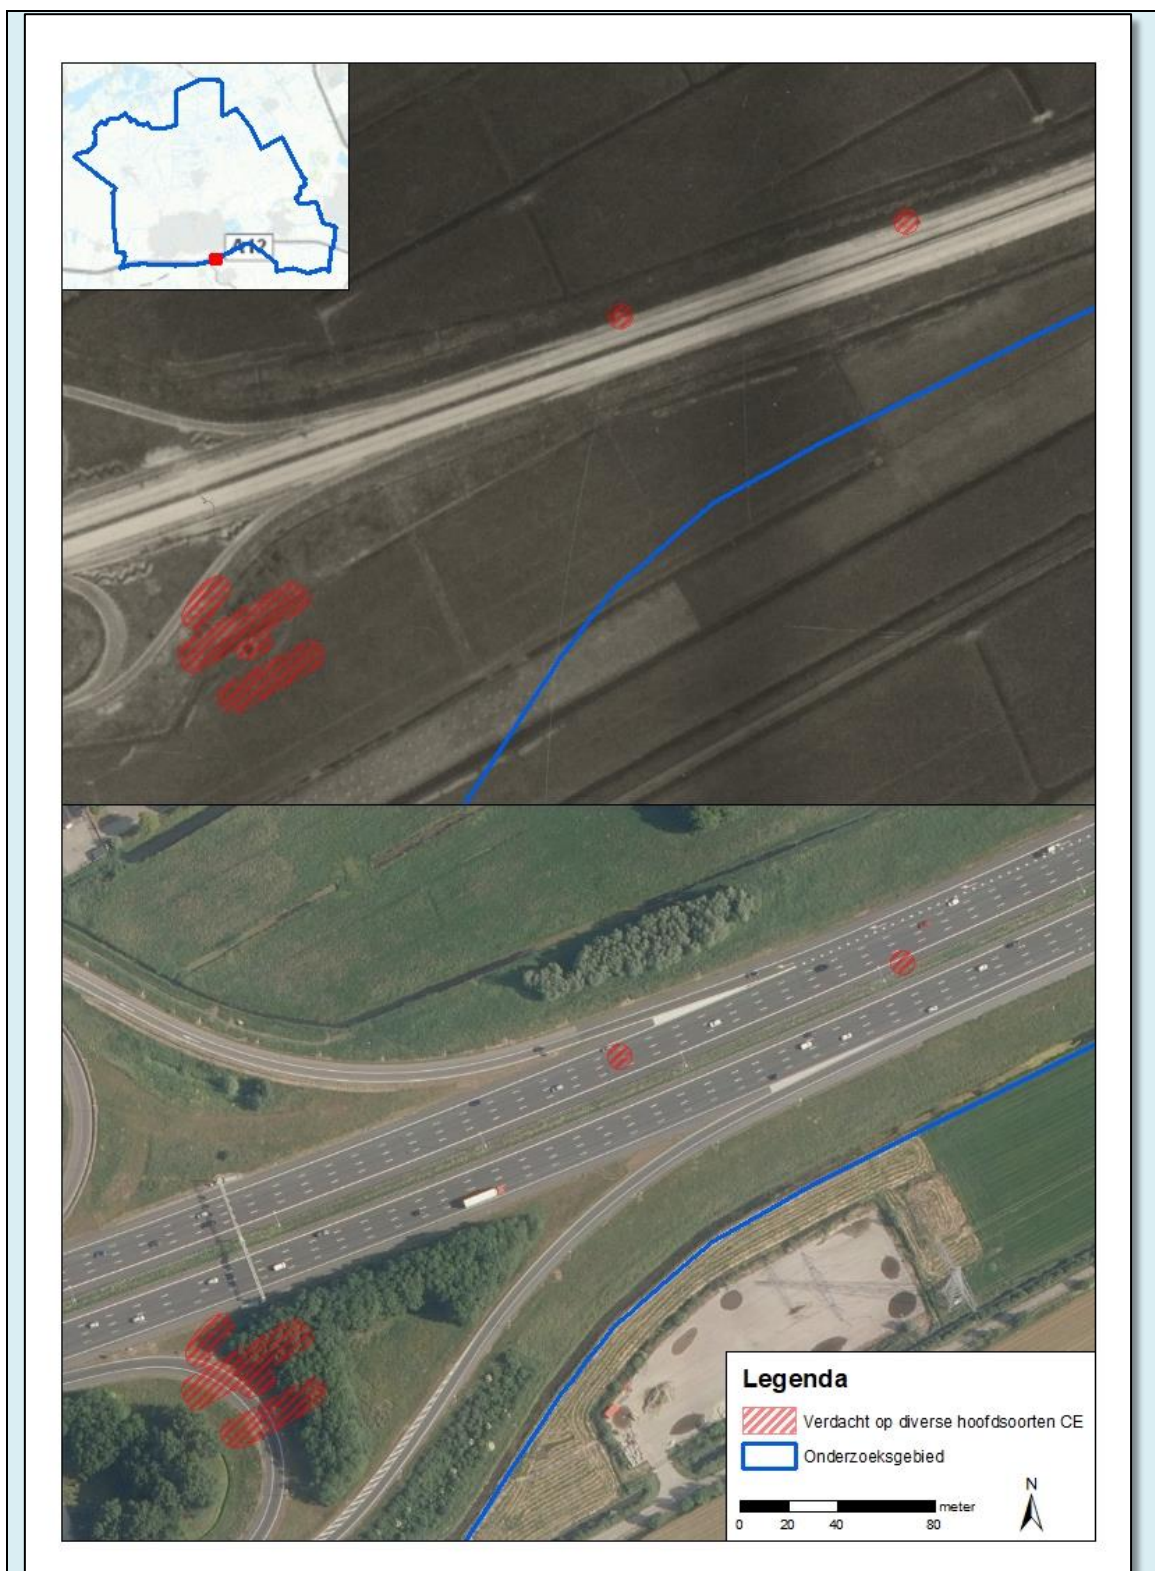 A12
Legenda
Verdacht op diverse hoofdsoorten CE
Onderzoeksgebied
N
meter
0 20 40 80